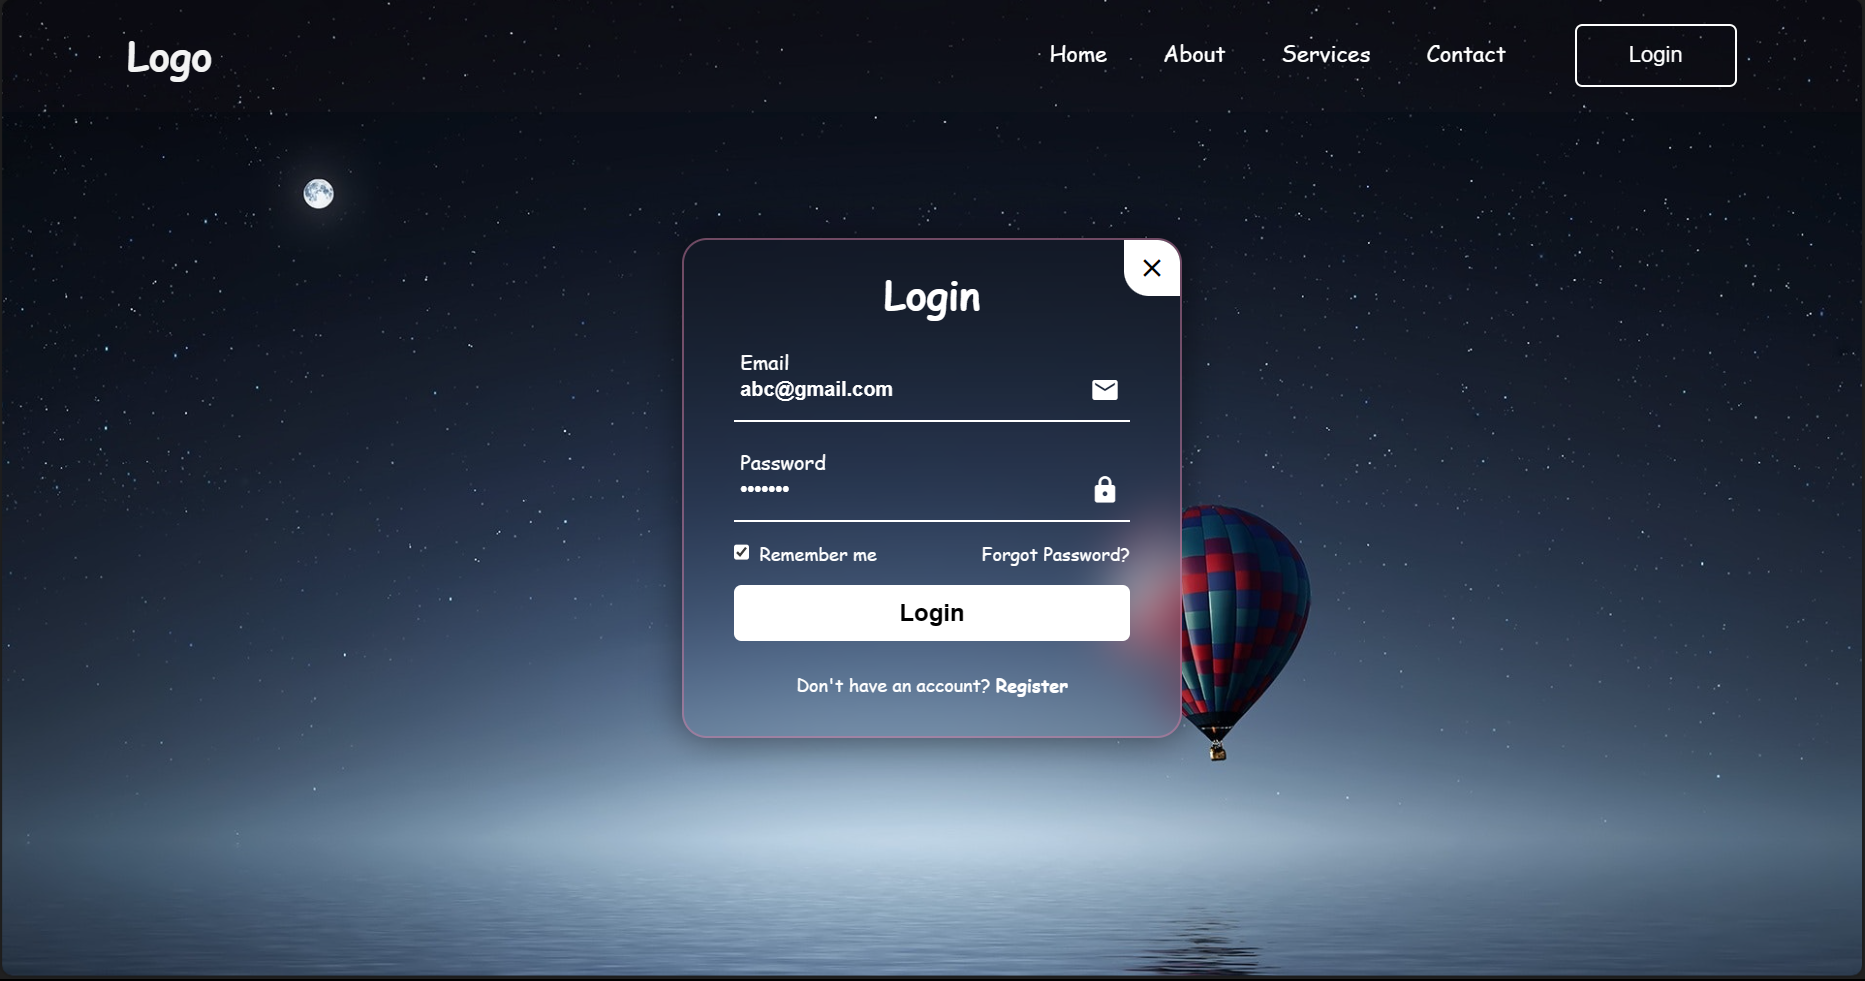 Logo
Home About Services Contact Login
Login
Email
abc@gmail.com
Password
•••••••
Remember me Forgot Password?
Login
Don't have an account? Register